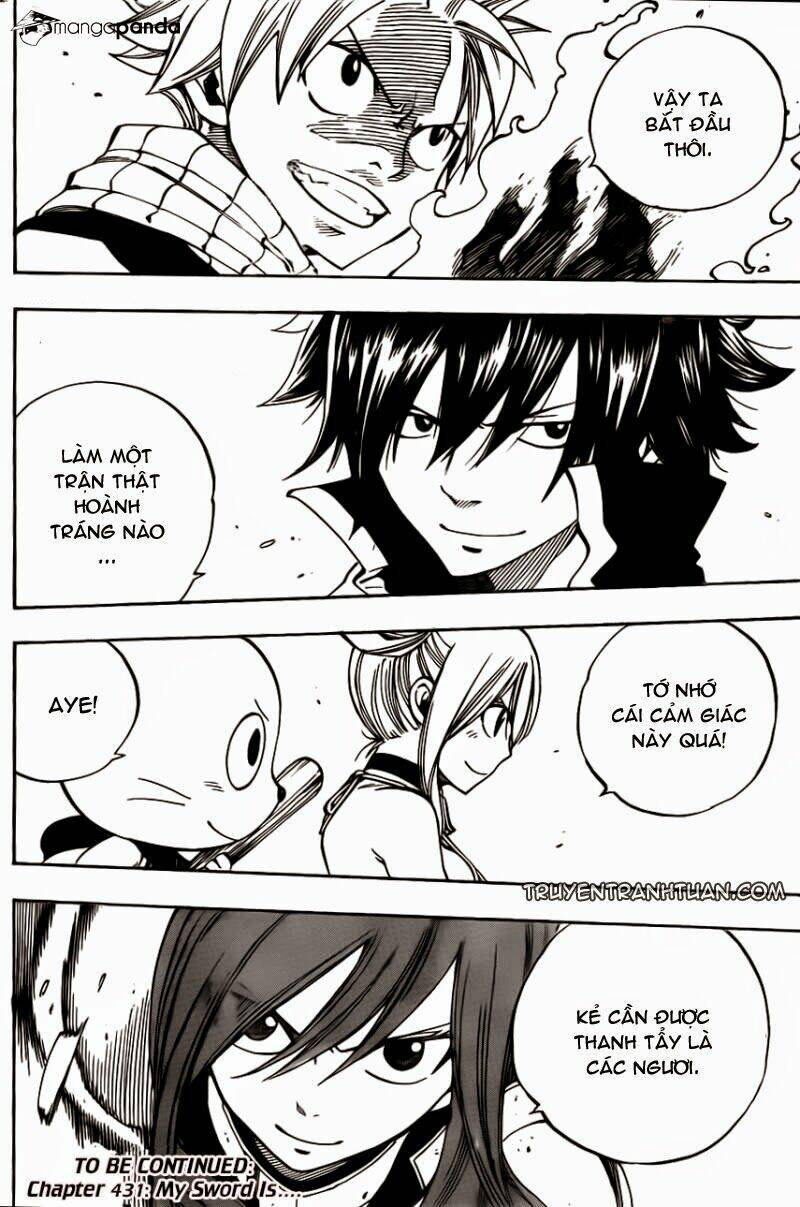 mangapanda
VẬY TA
BẮT ĐẦU
THÔI.
LÀM MỘT
TRẬN THẬT
HOÀNH
TRÁNG NÀO
...
AYE!
TỚ NHỚ
CÁI CẢM GIÁC
NÀY QUÁ!
TRUYENTRANHTUAN.COM
KẺ CẦN ĐƯỢC
THANH TẨY LÀ
CÁC NGƯƠI.
TO BE CONTINUED:
Chapter 431: My Sword Is....